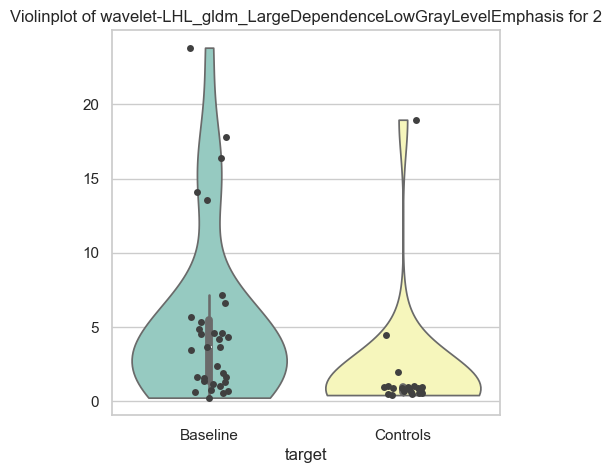 Violinplot of wavelet-LHL_gldm_LargeDependenceLowGrayLevelEmphasis for 2
20
15
10
5
0
Baseline
Controls
target